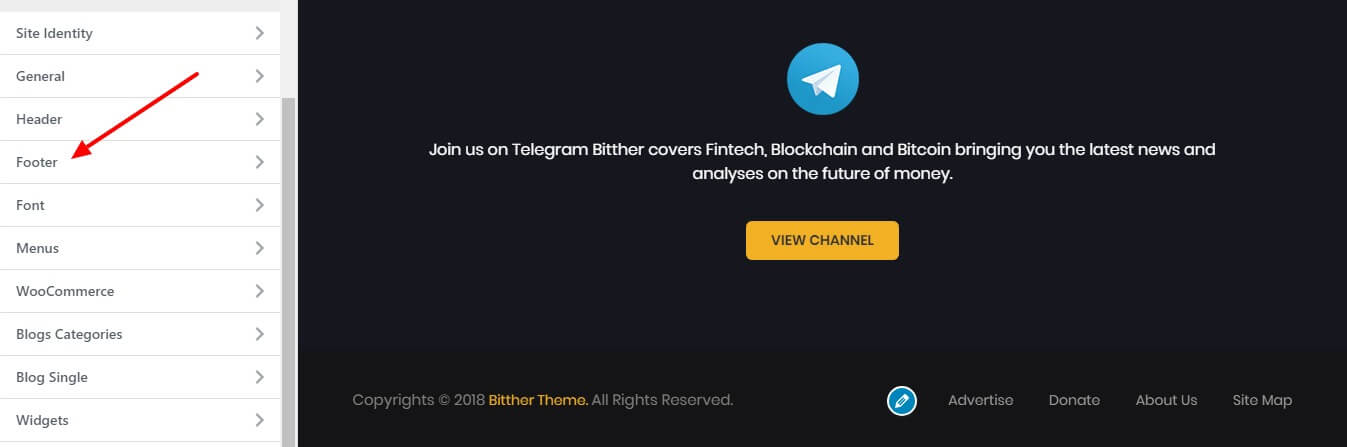 Site Identity
General
Header
Footer
Font
Menus
WooCommerce
Blogs Categories
Blog Single
Widgets
Join us on Telegram Bitther covers Fintech, Blockchain and Bitcoin bringing you the latest news and
analyses on the future of money.
VIEW CHANNEL
Copyrights © 2018 Bitther Theme. All Rights Reserved.
Advertise Donate About Us Site Map